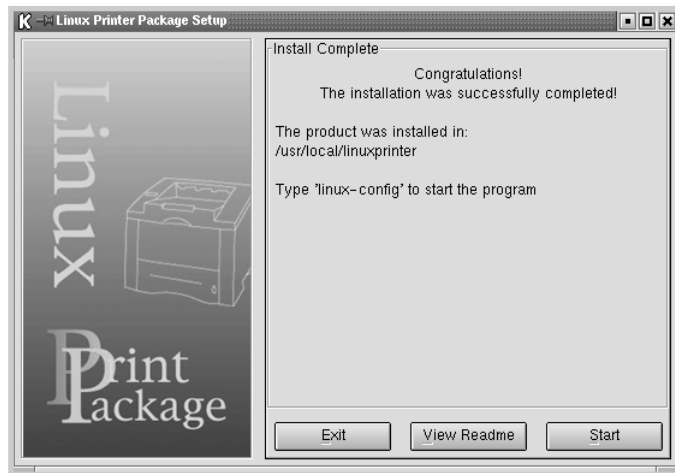 Linux Printer Package Setup
Linux
Print
Package
Install Complete
Congratulations!
The installation was successfully completed!
The product was installed in:
/usr/local/linuxprinter
Type 'linux-config' to start the program
Exit
View Readme
Start